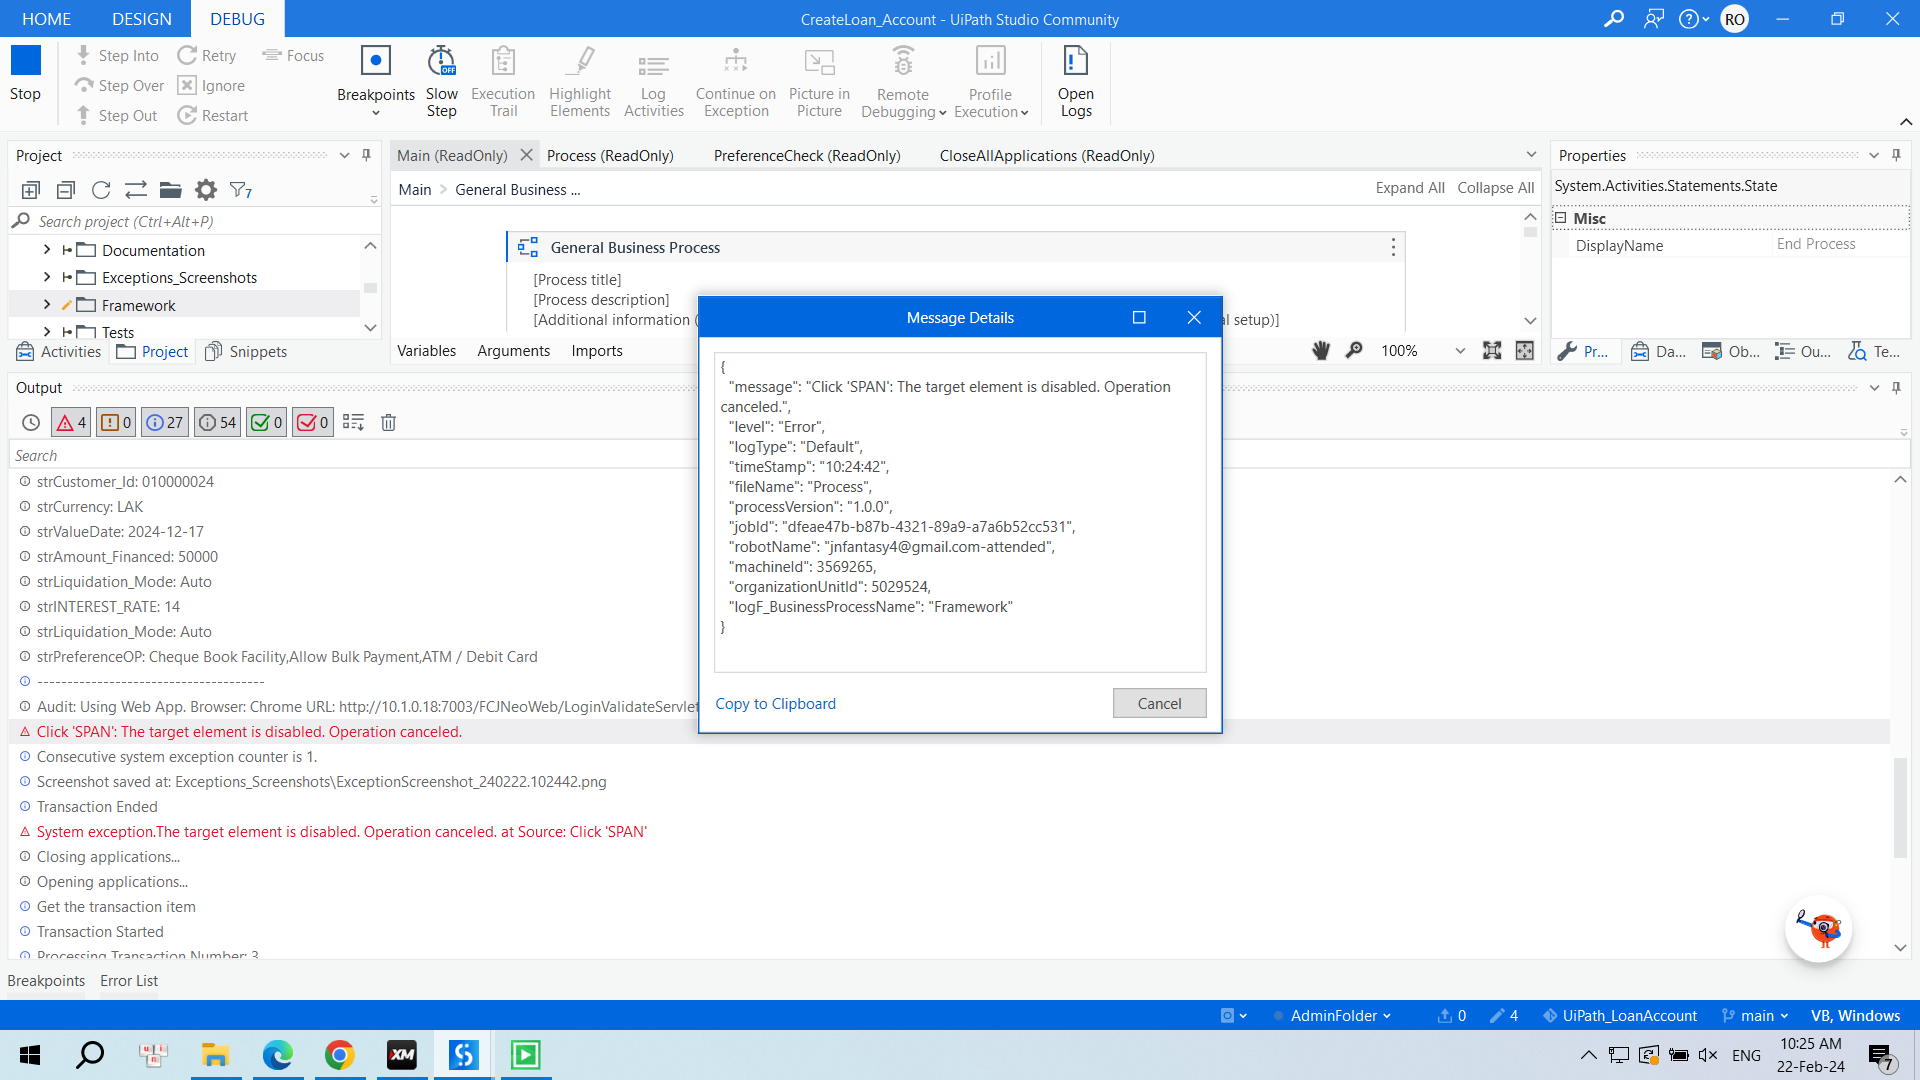 HOME DESIGN DEBUG
CreateLoan_Account - UiPath Studio Community
RO
Stop
Step Into
Step Over
Step Out
Retry
Ignore
Restart
Focus
Breakpoints
Slow Step
OFF
Execution Trail
Highlight Elements
Log Activities
Continue on Exception
Picture in Picture
Remote Debugging
Profile Execution
Open Logs
Project
7
Search project (Ctrl+Alt+P)
Documentation
Exceptions_Screenshots
Framework
Tests
Activities Project Snippets
Main (ReadOnly) Process (ReadOnly) PreferenceCheck (ReadOnly) CloseAllApplications (ReadOnly)
Main > General Business ...
Expand All Collapse All
General Business Process
[Process title]
[Process description]
[Additional information (
l setup)]
Variables Arguments Imports
100%
Properties
System.Activities.Statements.State
Misc
DisplayName End Process
Pr... Da... Ob... Ou... Te...
Output
4 0 27 54 0 0
Search
strCustomer_Id: 010000024
strCurrency: LAK
strValueDate: 2024-12-17
strAmount_Financed: 50000
strLiquidation_Mode: Auto
strINTEREST_RATE: 14
strLiquidation_Mode: Auto
strPreferenceOP: Cheque Book Facility,Allow Bulk Payment,ATM / Debit Card
--------------------------------------
Audit: Using Web App. Browser: Chrome URL: http://10.1.0.18:7003/FCJNeoWeb/LoginValidateServlet
Click 'SPAN': The target element is disabled. Operation canceled.
Consecutive system exception counter is 1.
Screenshot saved at: Exceptions_Screenshots\ExceptionScreenshot_240222.102442.png
Transaction Ended
System exception.The target element is disabled. Operation canceled. at Source: Click 'SPAN'
Closing applications...
Opening applications...
Get the transaction item
Transaction Started
Processing Transaction Number: 3
Message Details
{
"message": "Click 'SPAN': The target element is disabled. Operation
canceled.",
"level": "Error",
"logType": "Default",
"timeStamp": "10:24:42",
"fileName": "Process",
"processVersion": "1.0.0",
"jobId": "dfeae47b-b87b-4321-89a9-a7a6b52cc531",
"robotName": "jnfantasy4@gmail.com-attended",
"machineId": 3569265,
"organizationUnitId": 5029524,
"logF_BusinessProcessName": "Framework"
}
Copy to Clipboard
Cancel
Breakpoints Error List
AdminFolder 0 4 UiPath_LoanAccount main VB, Windows
XM
ENG
10:25 AM
22-Feb-24
7